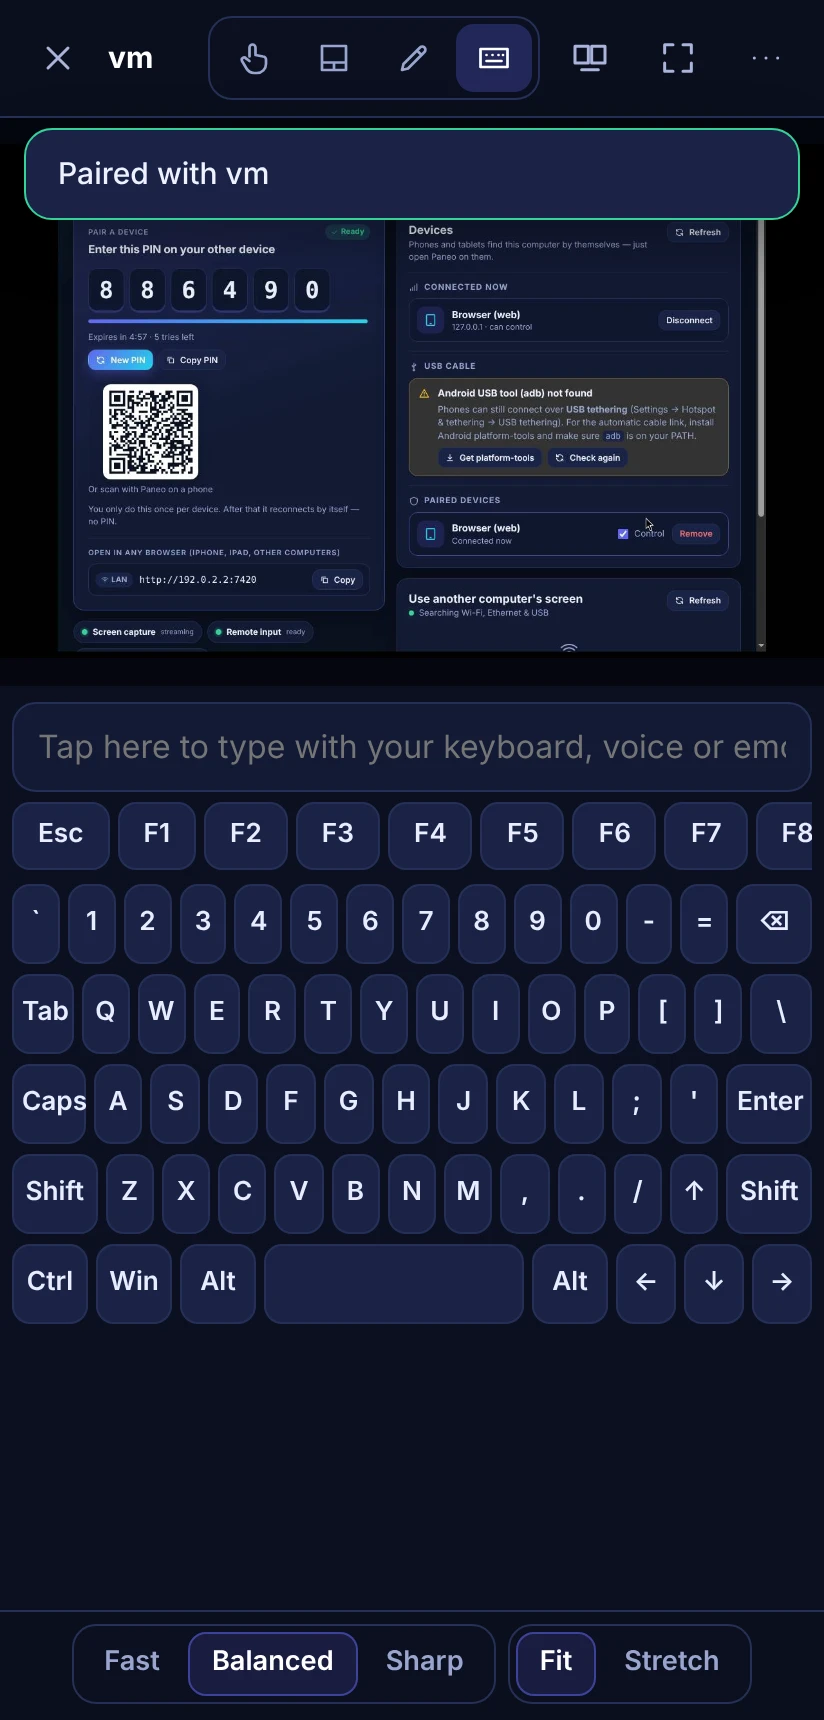 vm
Paired with vm
PAIR A DEVICE
Ready
Enter this PIN on your other device
8 8 6 4 9 0
Expires in 4:57 · 5 tries left
New PIN
Copy PIN
Or scan with Paneo on a phone
You only do this once per device. After that it reconnects by itself —
no PIN.
OPEN IN ANY BROWSER (IPHONE, IPAD, OTHER COMPUTERS)
LAN
http://192.0.2.2:7420
Copy
Screen capture streaming
Remote input ready
Devices
Refresh
Phones and tablets find this computer by themselves — just
open Paneo on them.
CONNECTED NOW
Browser (web)
127.0.0.1 · can control
Disconnect
USB CABLE
Android USB tool (adb) not found
Phones can still connect over USB tethering (Settings → Hotspot
& tethering → USB tethering). For the automatic cable link, install
Android platform-tools and make sure adb is on your PATH.
Get platform-tools
Check again
PAIRED DEVICES
Browser (web)
Connected now
Control
Remove
Use another computer's screen
Refresh
Searching Wi-Fi, Ethernet & USB
Tap here to type with your keyboard, voice or emo
Esc F1 F2 F3 F4 F5 F6 F7 F8
` 1 2 3 4 5 6 7 8 9 0 - =
Tab Q W E R T Y U I O P [ ] \
Caps A S D F G H J K L ; ' Enter
Shift Z X C V B N M , . / ↑ Shift
Ctrl Win Alt Alt ← ↓ →
Fast Balanced Sharp Fit Stretch